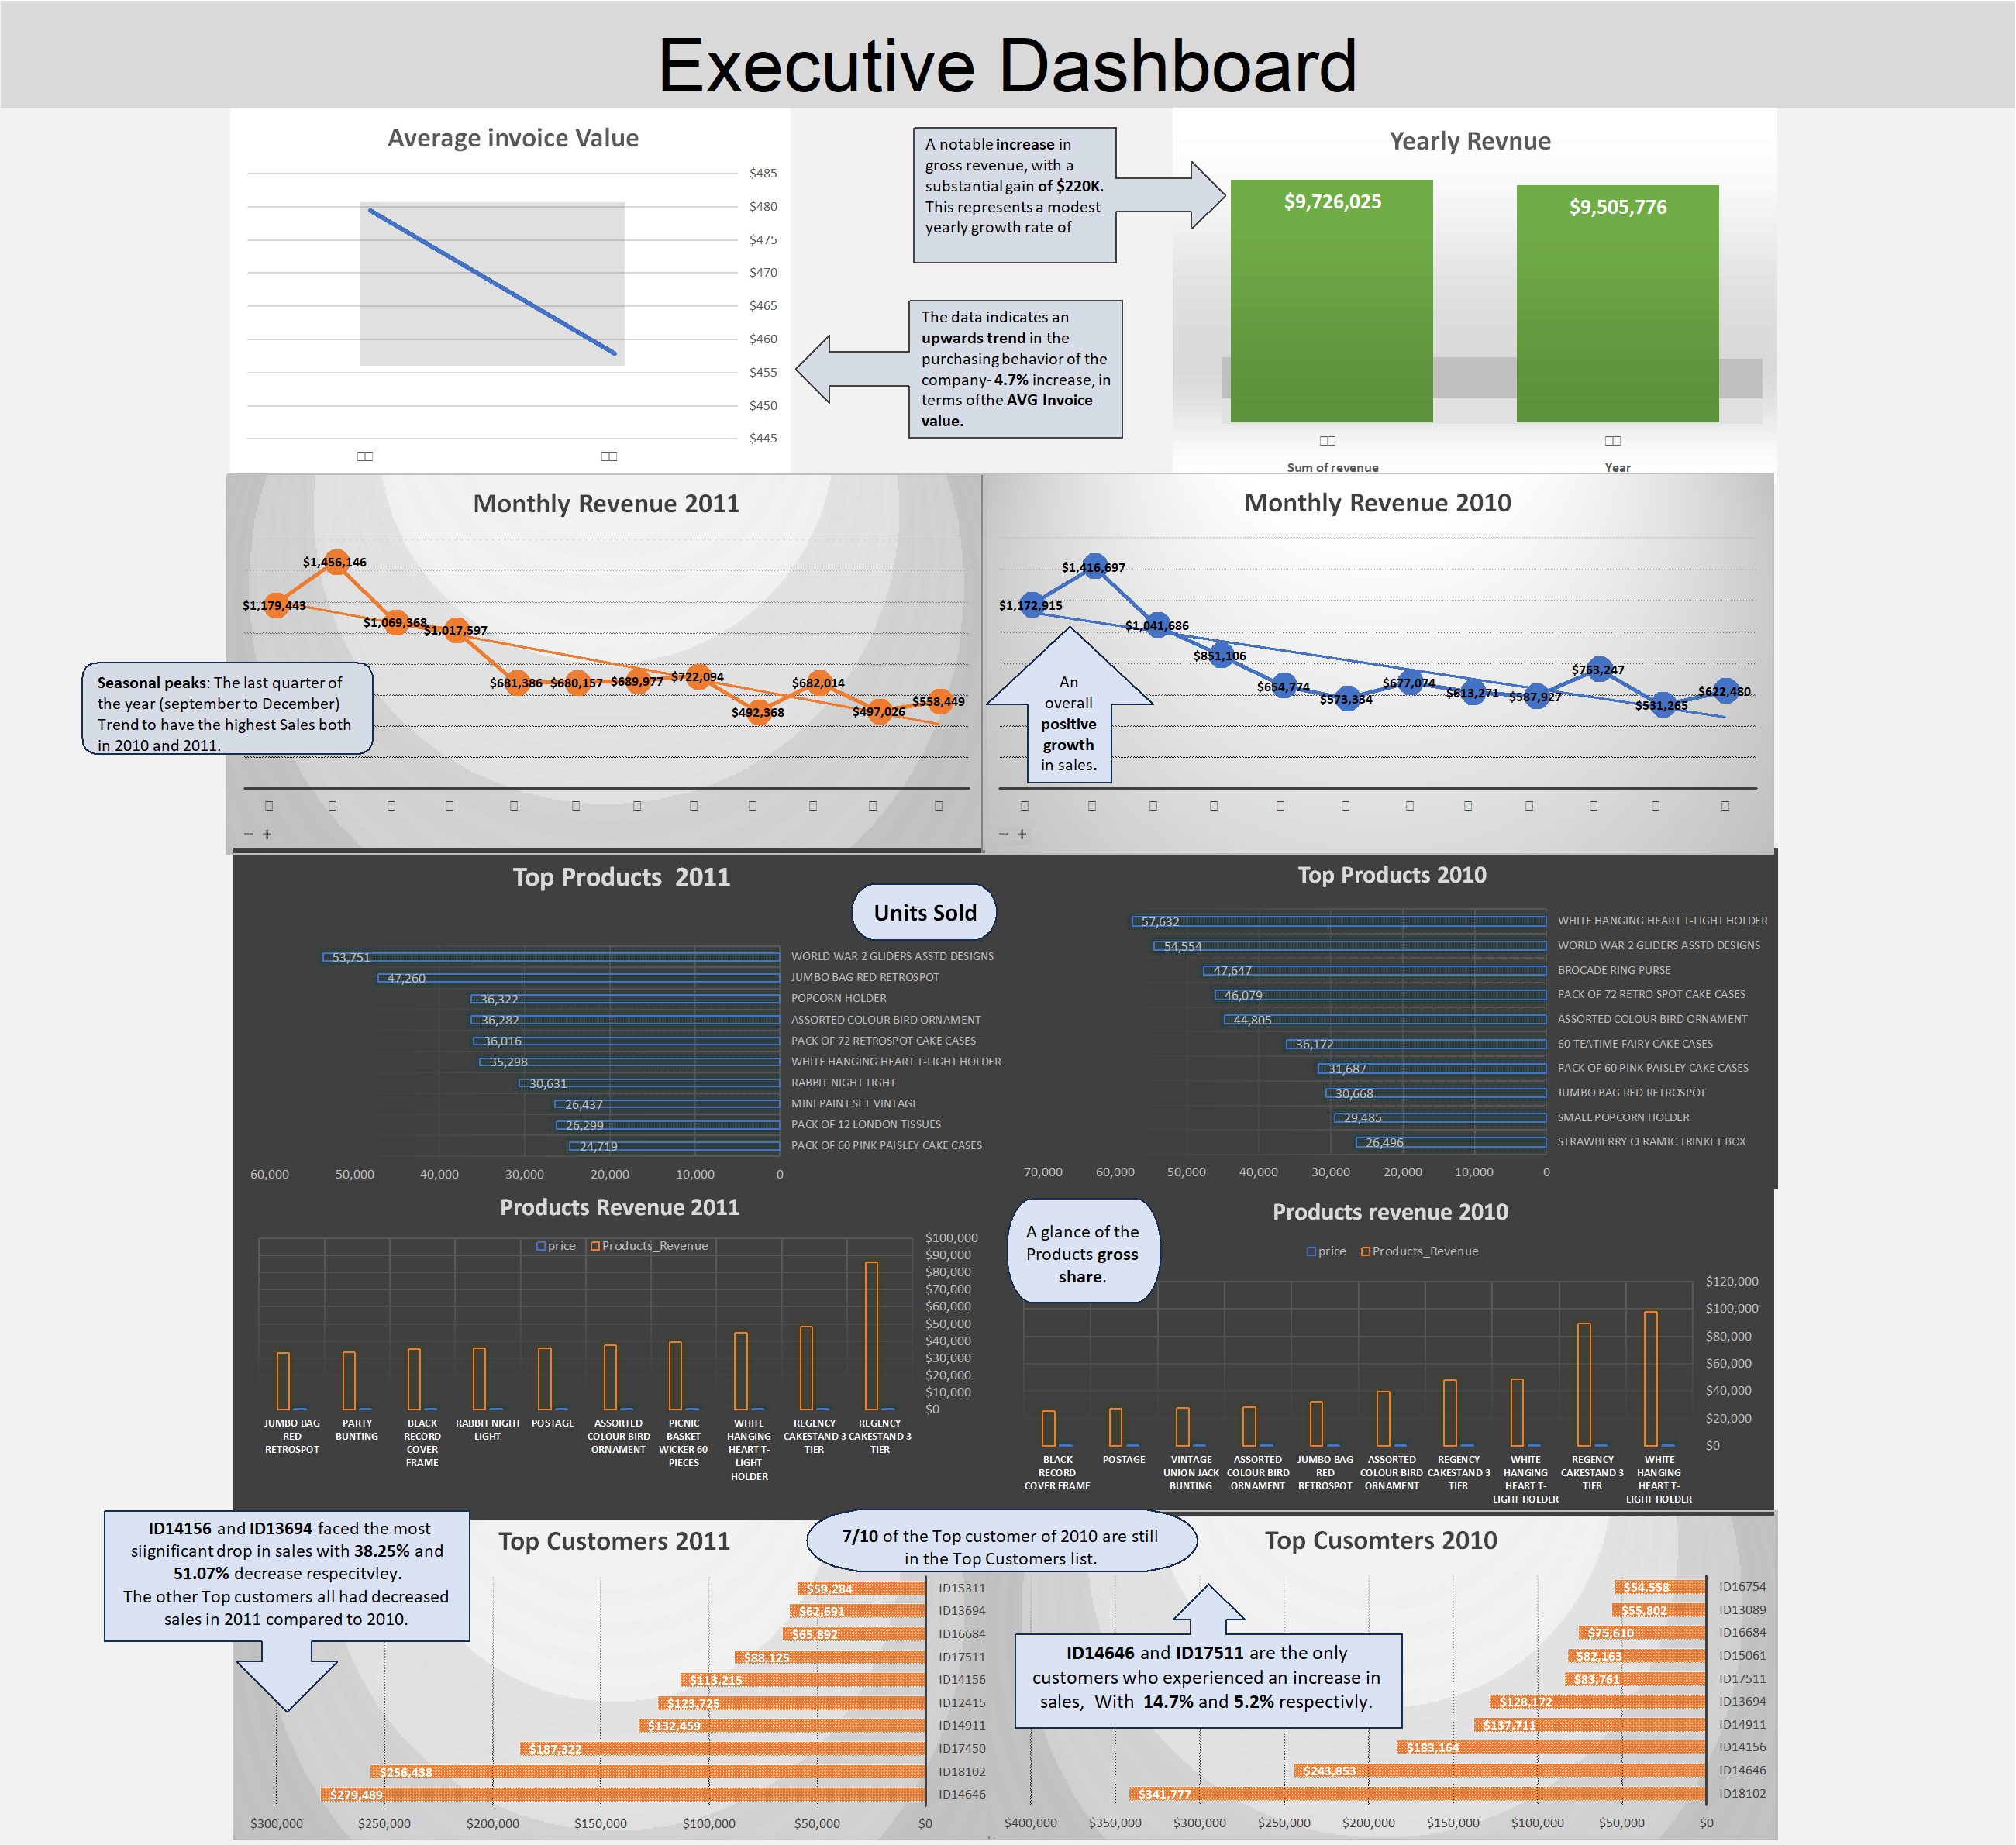 Executive Dashboard
Average invoice Value
$485
$480
$475
$470
$465
$460
$455
$450
$445
A notable increase in
gross revenue, with a
substantial gain of $220K.
This represents a modest
yearly growth rate of
The data indicates an
upwards trend in the
purchasing behavior of the
company- 4.7% increase, in
terms ofthe AVG Invoice
value.
Yearly Revnue
$9,726,025
$9,505,776
Sum of revenue
Year
Monthly Revenue 2011
$1,179,443
$1,456,146
$1,069,368
$1,017,597
$681,386
$680,157
$689,977
$722,094
$492,368
$682,014
$497,026
$558,449
− +
Seasonal peaks: The last quarter of
the year (september to December)
Trend to have the highest Sales both
in 2010 and 2011.
Monthly Revenue 2010
$1,172,915
$1,416,697
$1,041,686
$851,106
$654,774
$573,334
$677,074
$613,271
$587,927
$763,247
$531,265
$622,480
− +
An
overall
positive
growth
in sales.
Top Products 2011
Units Sold
53,751 WORLD WAR 2 GLIDERS ASSTD DESIGNS
47,260 JUMBO BAG RED RETROSPOT
36,322 POPCORN HOLDER
36,282 ASSORTED COLOUR BIRD ORNAMENT
36,016 PACK OF 72 RETROSPOT CAKE CASES
35,298 WHITE HANGING HEART T-LIGHT HOLDER
30,631 RABBIT NIGHT LIGHT
26,437 MINI PAINT SET VINTAGE
26,299 PACK OF 12 LONDON TISSUES
24,719 PACK OF 60 PINK PAISLEY CAKE CASES
60,000 50,000 40,000 30,000 20,000 10,000 0
Top Products 2010
57,632 WHITE HANGING HEART T-LIGHT HOLDER
54,554 WORLD WAR 2 GLIDERS ASSTD DESIGNS
47,647 BROCADE RING PURSE
46,079 PACK OF 72 RETRO SPOT CAKE CASES
44,805 ASSORTED COLOUR BIRD ORNAMENT
36,172 60 TEATIME FAIRY CAKE CASES
31,687 PACK OF 60 PINK PAISLEY CAKE CASES
30,668 JUMBO BAG RED RETROSPOT
29,485 SMALL POPCORN HOLDER
26,496 STRAWBERRY CERAMIC TRINKET BOX
70,000 60,000 50,000 40,000 30,000 20,000 10,000 0
Products Revenue 2011
price Products_Revenue
$100,000
$90,000
$80,000
$70,000
$60,000
$50,000
$40,000
$30,000
$20,000
$10,000
$0
JUMBO BAG
RED
RETROSPOT
PARTY
BUNTING
BLACK
RECORD
COVER
FRAME
RABBIT NIGHT
LIGHT
POSTAGE
ASSORTED
COLOUR BIRD
ORNAMENT
PICNIC
BASKET
WICKER 60
PIECES
WHITE
HANGING
HEART T-
LIGHT
HOLDER
REGENCY
CAKESTAND 3
TIER
REGENCY
CAKESTAND 3
TIER
A glance of the
Products gross
share.
Products revenue 2010
price Products_Revenue
$120,000
$100,000
$80,000
$60,000
$40,000
$20,000
$0
BLACK
RECORD
COVER FRAME
POSTAGE
VINTAGE
UNION JACK
BUNTING
ASSORTED
COLOUR BIRD
ORNAMENT
JUMBO BAG
RED
RETROSPOT
ASSORTED
COLOUR BIRD
ORNAMENT
REGENCY
CAKESTAND 3
TIER
WHITE
HANGING
HEART T-
LIGHT HOLDER
REGENCY
CAKESTAND 3
TIER
WHITE
HANGING
HEART T-
LIGHT HOLDER
ID14156 and ID13694 faced the most
siignificant drop in sales with 38.25% and
51.07% decrease respecitvley.
The other Top customers all had decreased
sales in 2011 compared to 2010.
Top Customers 2011
7/10 of the Top customer of 2010 are still
in the Top Customers list.
$59,284 ID15311
$62,691 ID13694
$65,892 ID16684
$88,125 ID17511
$113,215 ID14156
$123,725 ID12415
$132,459 ID14911
$187,322 ID17450
$256,438 ID18102
$279,489 ID14646
$300,000 $250,000 $200,000 $150,000 $100,000 $50,000 $0
Top Cusomters 2010
ID14646 and ID17511 are the only
customers who experienced an increase in
sales, With 14.7% and 5.2% respectivly.
$54,558 ID16754
$55,802 ID13089
$75,610 ID16684
$82,163 ID15061
$83,761 ID17511
$128,172 ID13694
$137,711 ID14911
$183,164 ID14156
$243,853 ID14646
$341,777 ID18102
$400,000 $350,000 $300,000 $250,000 $200,000 $150,000 $100,000 $50,000 $0